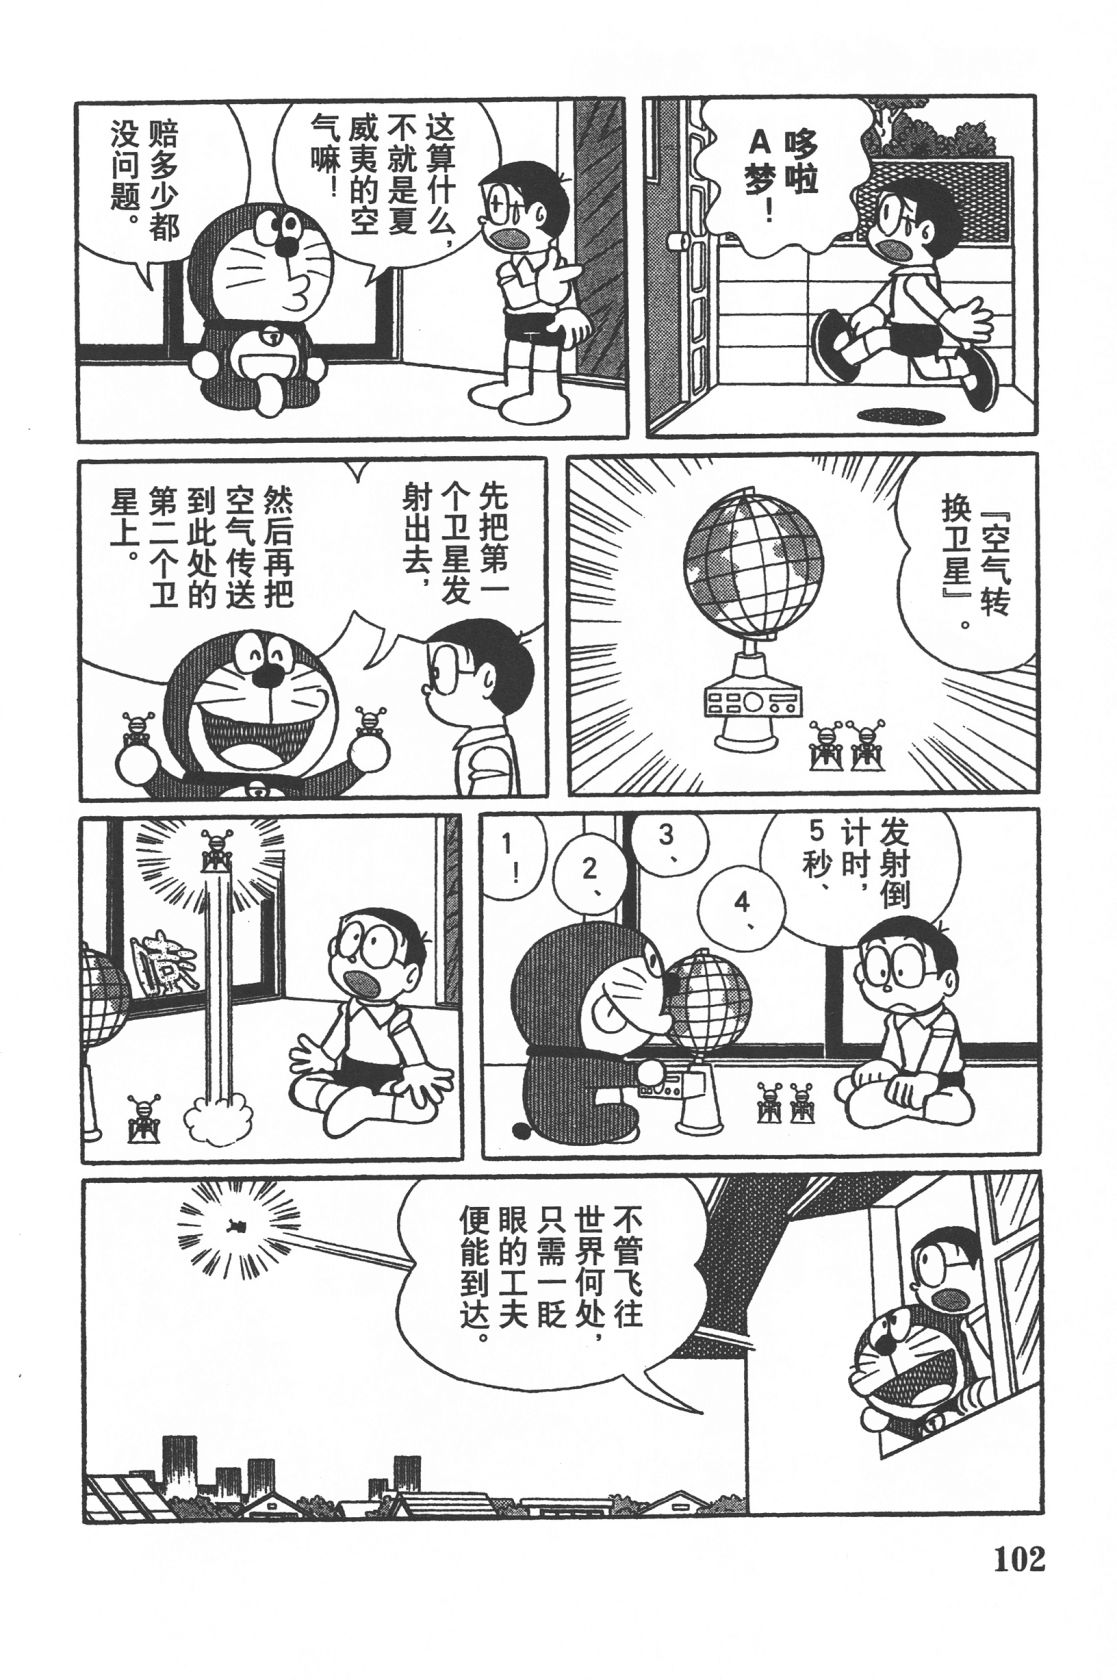 哆啦
A梦！
这算什么，
不就是夏
威夷的空
气嘛！
赔多少都
没问题。
『空气转
换卫星』。
先把第一
个卫星发
射出去，
然后再把
空气传送
到此处的
第二个卫
星上。
发射倒
计时，
5秒、
4、
3、
2、
1！
嗖
不管飞往
世界何处，
只需一眨
眼的工夫
便能到达。
102